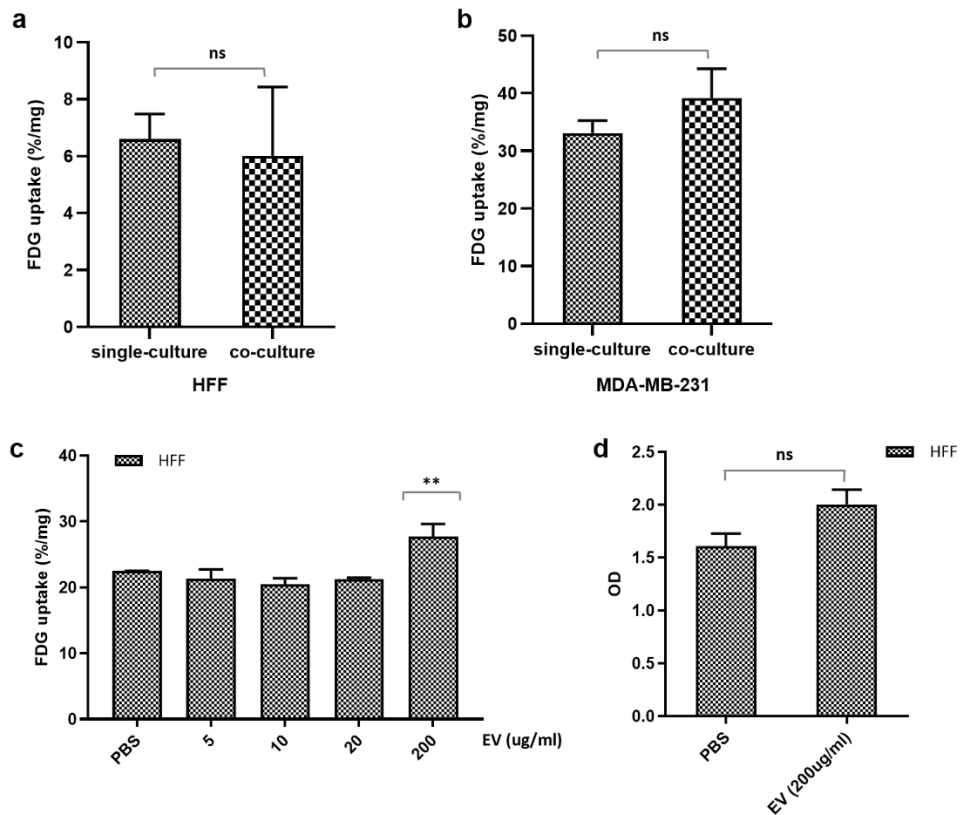 a
ns
FDG uptake (%/mg)
10
8
6
4
2
0
single-culture
co-culture
HFF
b
ns
FDG uptake (%/mg)
50
40
30
20
10
0
single-culture
co-culture
MDA-MB-231
c
HFF
**
FDG uptake (%/mg)
40
30
20
10
0
PBS
5
10
20
200
EV (ug/ml)
d
HFF
ns
OD
2.5
2.0
1.5
1.0
0.5
0.0
PBS
EV (200ug/ml)